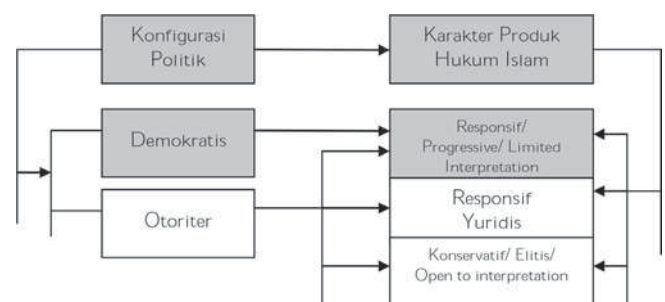 Konfigurasi
Politik
Karakter Produk
Hukum Islam
Demokratis
Responsif/
Progressive/ Limited
Interpretation
Otoriter
Responsif
Yuridis
Konservatif/ Elitis/
Open to interpretation